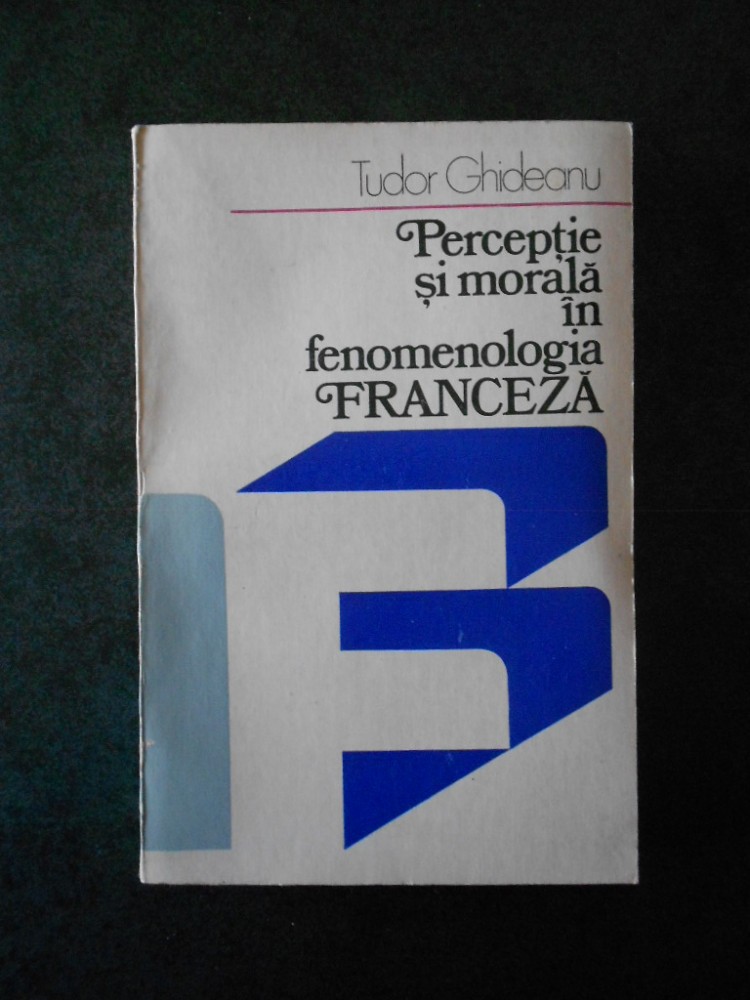 Tudor Ghideanu
Percepție
și morală
în
fenomenologia
FRANCEZĂ